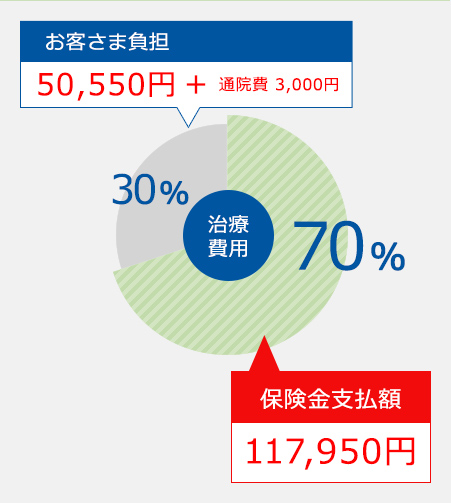 お客さま負担
50,550円 + 通院費 3,000円
30%
治療
費用
70%
保険金支払額
117,950円